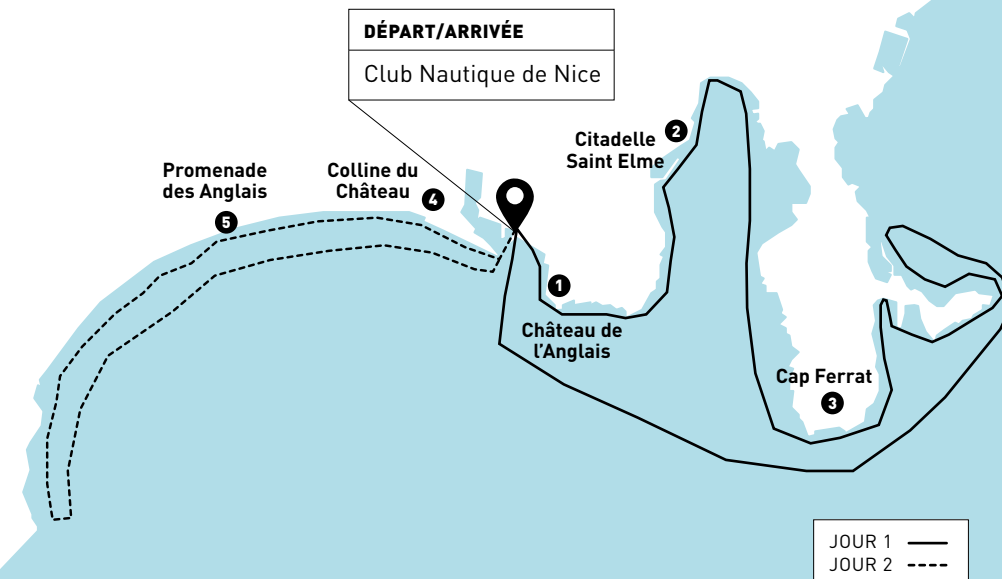 DÉPART/ARRIVÉE
Club Nautique de Nice
Citadelle
Saint Elme
2
Promenade
des Anglais
5
Colline du
Château
4
1
Château de
l'Anglais
Cap Ferrat
3
JOUR 1
JOUR 2